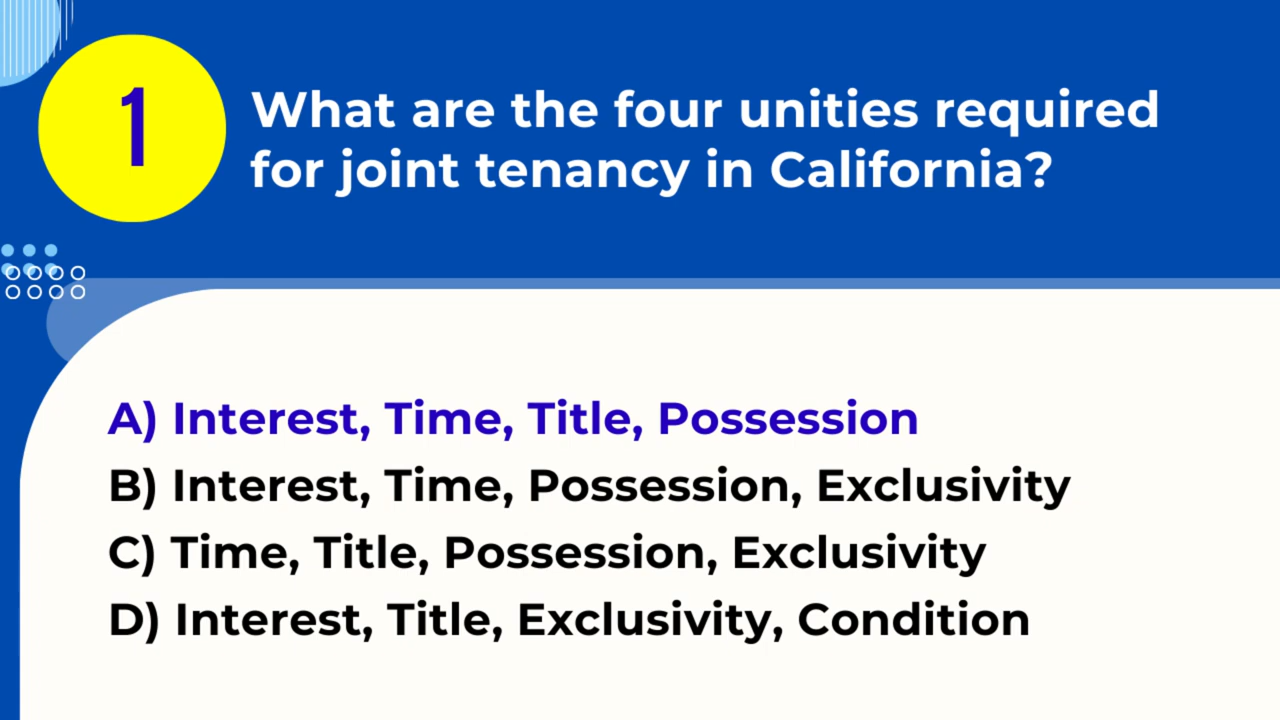 1
What are the four unities required
for joint tenancy in California?
A) Interest, Time, Title, Possession
B) Interest, Time, Possession, Exclusivity
C) Time, Title, Possession, Exclusivity
D) Interest, Title, Exclusivity, Condition